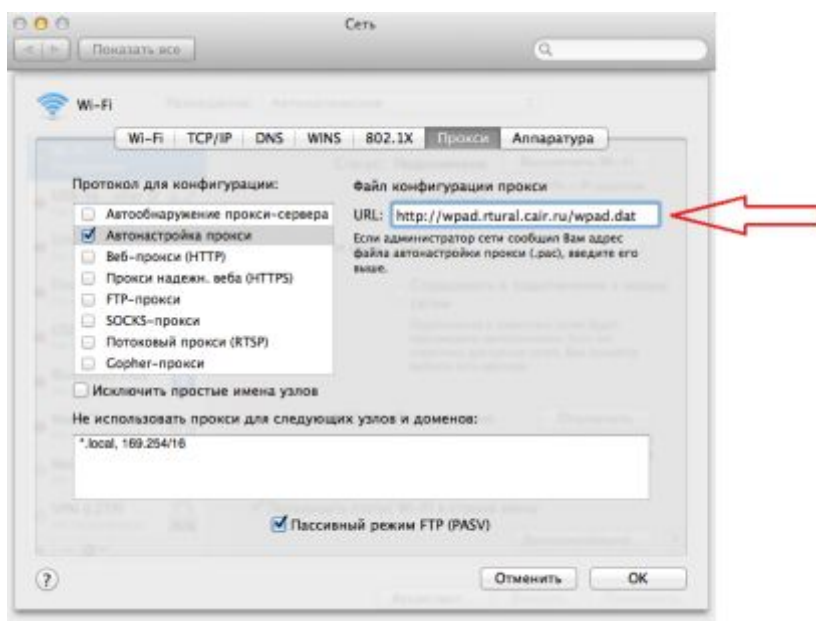 Сеть
Показать все
Wi-Fi
Wi-Fi TCP/IP DNS WINS 802.1X Прокси Аппаратура
Протокол для конфигурации:
Автообнаружение прокси-сервера
Автонастройка прокси
Веб-прокси (HTTP)
Прокси надежн. веба (HTTPS)
FTP-прокси
SOCKS-прокси
Потоковый прокси (RTSP)
Gopher-прокси
Файл конфигурации прокси
URL: http://wpad.rtural.cair.ru/wpad.dat
Если администратор сети сообщил Вам адрес
файла автонастройки прокси (.pac), введите его
выше.
Исключить простые имена узлов
Не использовать прокси для следующих узлов и доменов:
*.local, 169.254/16
Пассивный режим FTP (PASV)
?
Отменить
OK